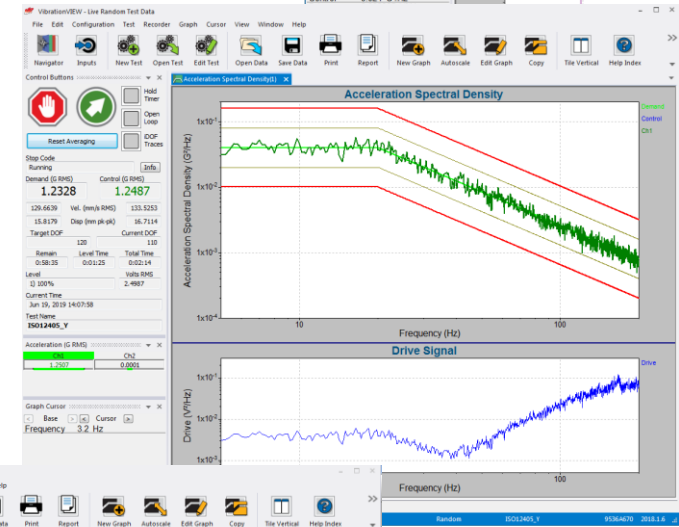 VibrationVIEW - Live Random Test Data
File Edit Configuration Test Recorder Graph Cursor View Window Help
Navigator Inputs New Test Open Test Edit Test Open Data Save Data Print Report New Graph Autoscale Edit Graph Copy Tile Vertical Help Index
Control Buttons
Acceleration Spectral Density(1)
Hold Timer
Open Loop
iDOF Traces
Reset Averaging
Stop Code
Running Info
Demand (G RMS) Control (G RMS)
1.2328 1.2487
129.6639 Vel. (mm/s RMS) 133.5253
15.8179 Disp (mm pk-pk) 16.7114
Target DOF Current DOF
120 110
Remain Level Time Total Time
0:58:35 0:01:25 0:02:14
Level Volts RMS
1) 100% 2.4987
Current Time
Jun 19, 2019 14:07:58
Test Name
ISO12405_Y
Acceleration (G RMS)
Ch1 Ch2
1.2507 0.0001
Graph Cursor
Base Cursor
Frequency 3.2 Hz
Acceleration Spectral Density
Demand
Control
Ch1
Acceleration Spectral Density (G²/Hz)
1x10⁻¹
1x10⁻²
1x10⁻³
1x10⁻⁴
10 100
Frequency (Hz)
Drive Signal
Drive
Drive (V²/Hz)
1x10⁻¹
1x10⁻²
1x10⁻³
100
Frequency (Hz)
Random ISO12405_Y 95364670 2018.1.6
Print Report New Graph Autoscale Edit Graph Copy Tile Vertical Help Index